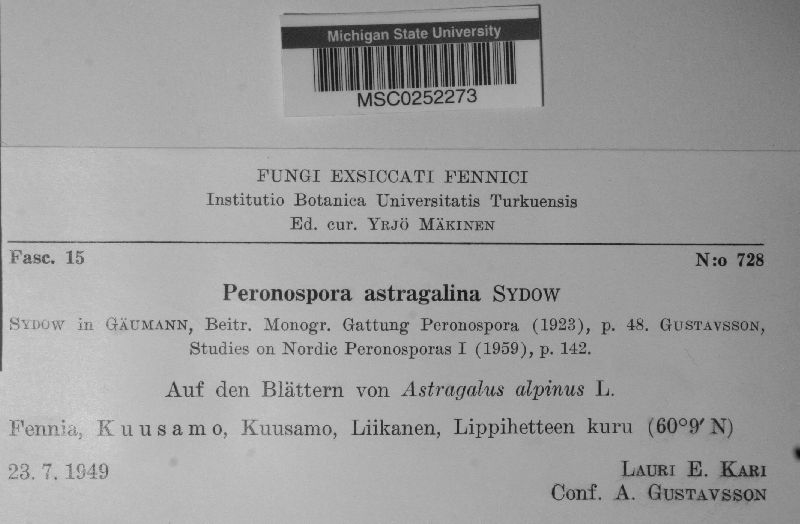 Michigan State University
MSC0252273
FUNGI EXSICCATI FENNICI
Institutio Botanica Universitatis Turkuensis
Ed. cur. YRJÖ MÄKINEN
Fasc. 15 N:o 728
Peronospora astragalina SYDOW
SYDOW in GÄUMANN, Beitr. Monogr. Gattung Peronospora (1923), p. 48. GUSTAVSSON,
Studies on Nordic Peronosporas I (1959), p. 142.
Auf den Blättern von Astragalus alpinus L.
Fennia, Kuusamo, Kuusamo, Liikanen, Lippihetteen kuru (60°9′ N)
23. 7. 1949 LAURI E. KARI
Conf. A. GUSTAVSSON